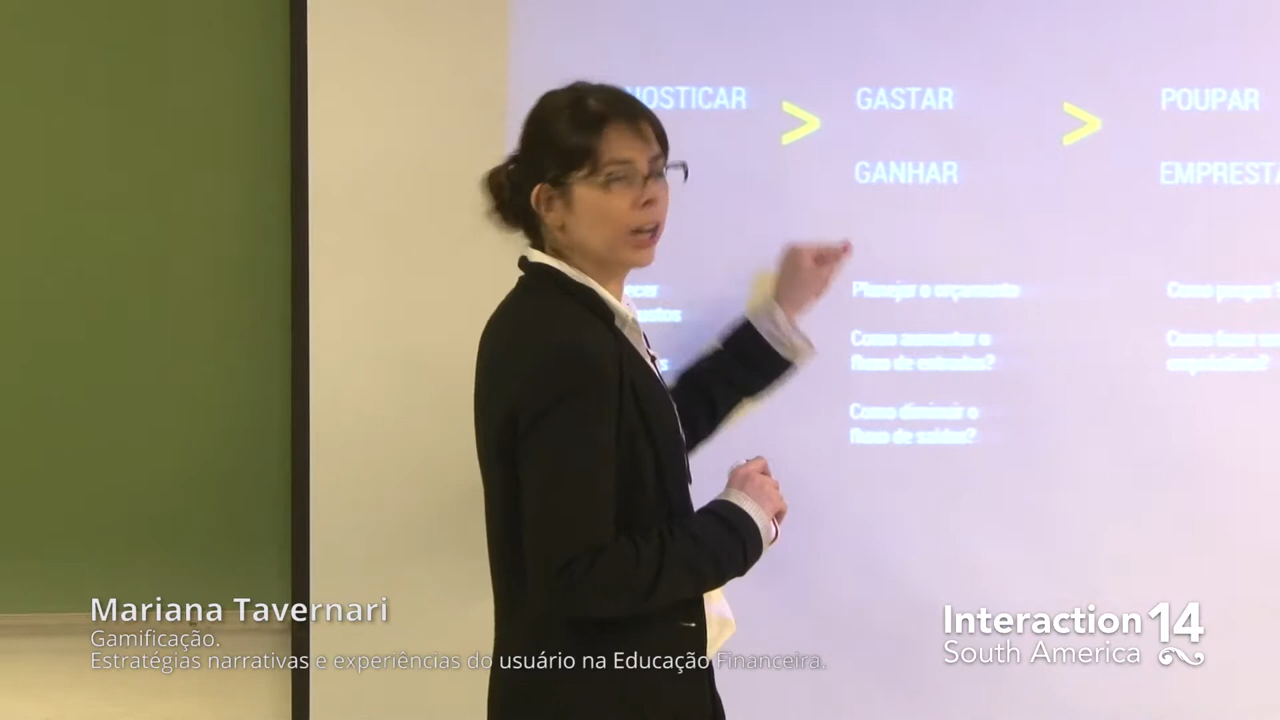 NOSTICAR > GASTAR > POUPAR
GANHAR EMPRESTA
Planejar o orçamento
Como aumentar o
fluxo de entradas?
Como diminuir o
fluxo de saídas?
Mariana Tavernari
Gamificação.
Estratégias narrativas e experiências do usuário na Educação Financeira.
Interaction 14
South America